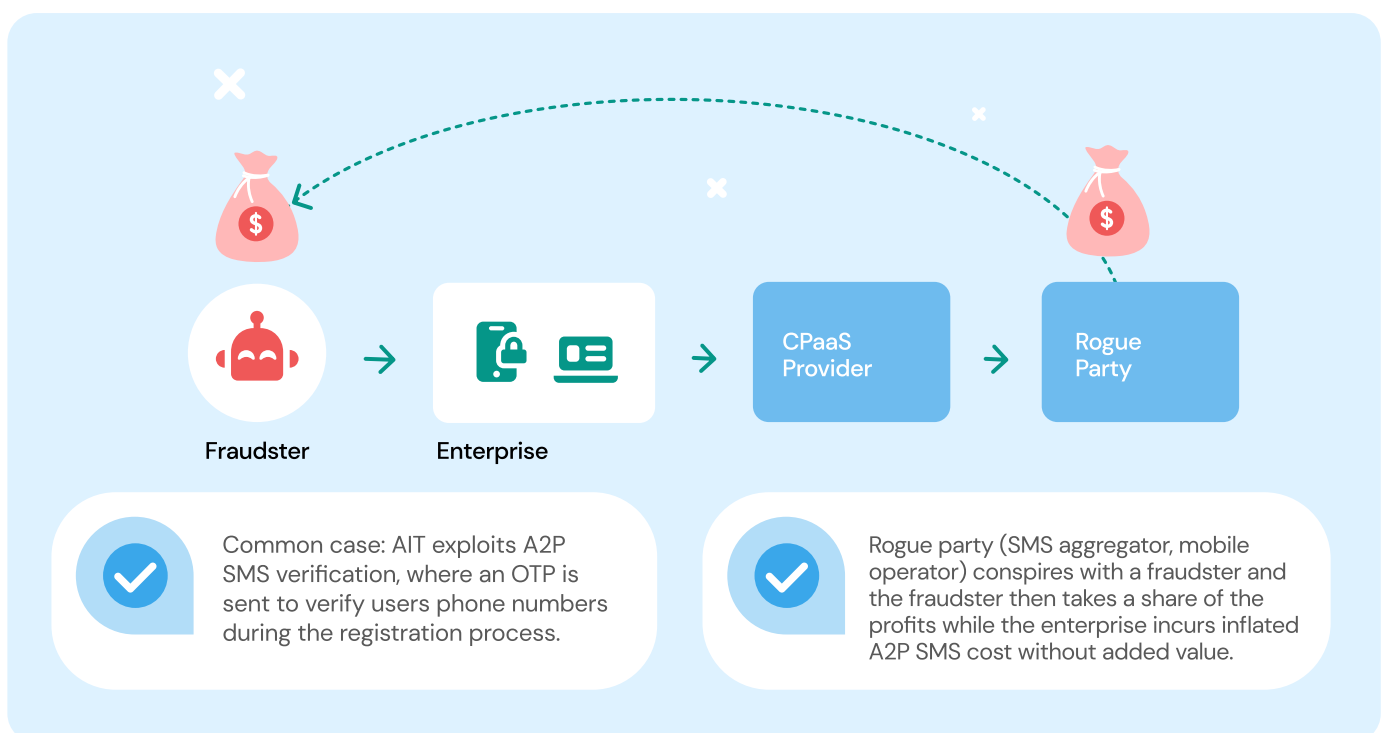 $
$
CPaaS
Provider
Rogue
Party
Fraudster
Enterprise
Common case: AIT exploits A2P
SMS verification, where an OTP is
sent to verify users phone numbers
during the registration process.
Rogue party (SMS aggregator, mobile
operator) conspires with a fraudster and
the fraudster then takes a share of the
profits while the enterprise incurs inflated
A2P SMS cost without added value.